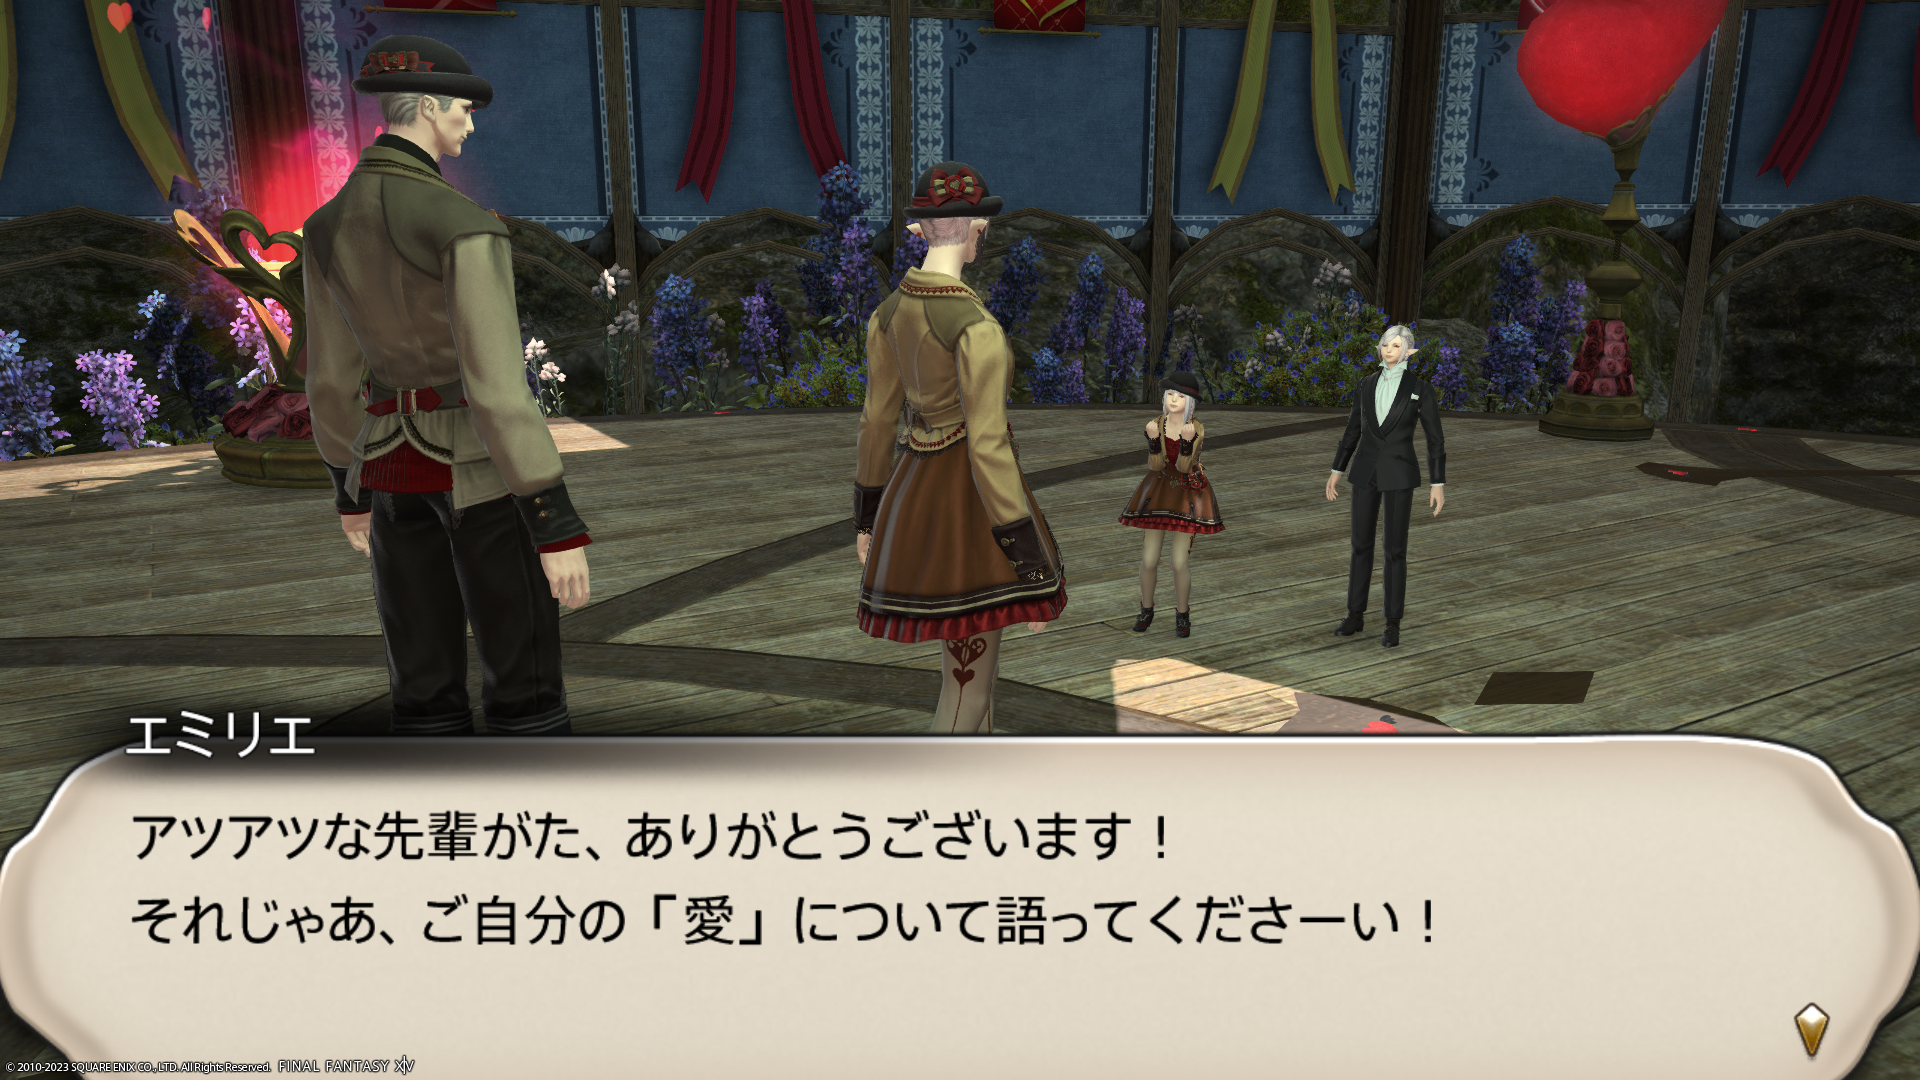 エミリエ
アツアツな先輩がた、ありがとうございます！
それじゃあ、ご自分の「愛」について語ってくださーい！
© 2010-2023 SQUARE ENIX CO., LTD. All Rights Reserved. FINAL FANTASY XIV